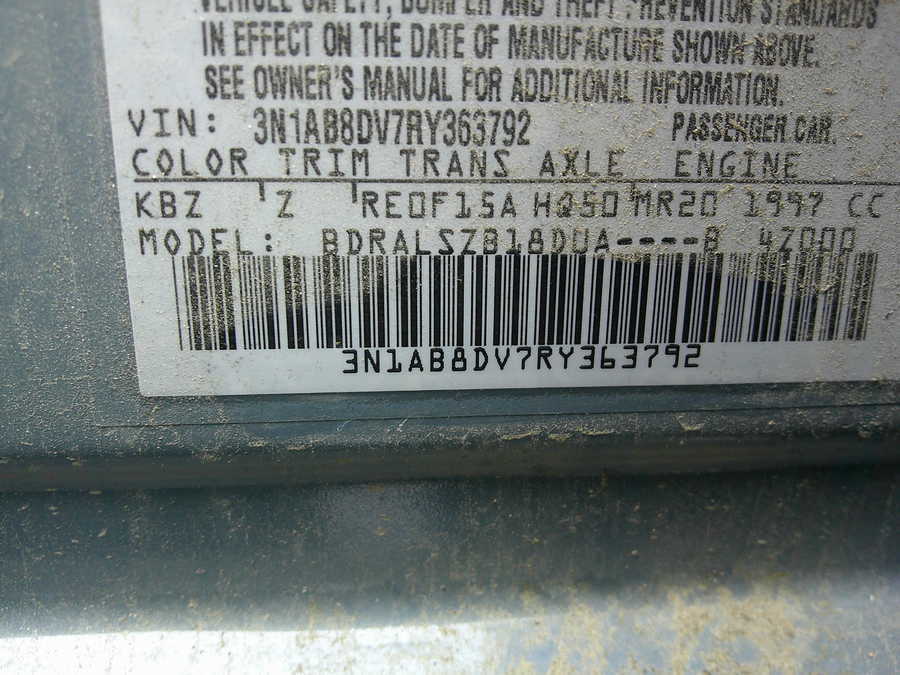 VEHICLE SAFETY, BUMPER AND THEFT PREVENTION STANDARDS
IN EFFECT ON THE DATE OF MANUFACTURE SHOWN ABOVE.
SEE OWNER'S MANUAL FOR ADDITIONAL INFORMATION.
VIN: 3N1AB8DV7RY363792 PASSENGER CAR.
COLOR TRIM TRANS AXLE ENGINE
KBZ Z RE0F15A HQ50 MR20 1997 CC
MODEL: BDRALSZB18DUA----B 4Z000
3N1AB8DV7RY363792